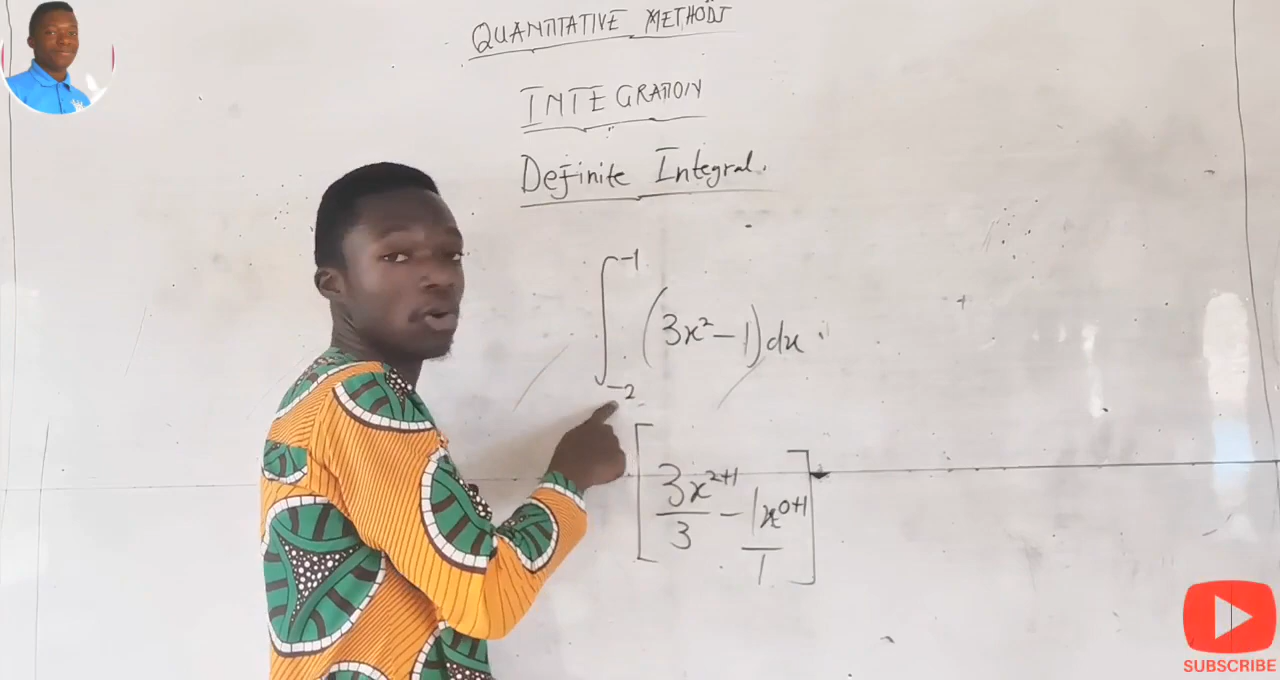 QUANTITATIVE METHODS
INTEGRATION
Definite Integral.
∫₋₂⁻¹ (3x² − 1)dx.
[3x²⁺¹/3 − 1x⁰⁺¹/1]
SUBSCRIBE